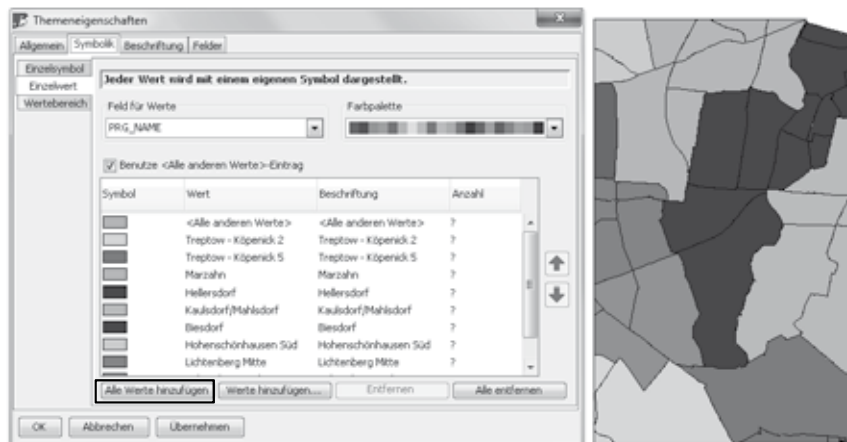 Themeneigenschaften
Allgemein Symbolik Beschriftung Felder
Einzelsymbol
Einzelwert
Wertebereich
Jeder Wert wird mit einem eigenen Symbol dargestellt.
Feld für Werte Farbpalette
PRG_NAME
Benutze <Alle anderen Werte>-Eintrag
Symbol Wert Beschriftung Anzahl
<Alle anderen Werte> <Alle anderen Werte> ?
Treptow - Köpenick 2 Treptow - Köpenick 2 ?
Treptow - Köpenick 5 Treptow - Köpenick 5 ?
Marzahn Marzahn ?
Hellersdorf Hellersdorf ?
Kaulsdorf/Mahlsdorf Kaulsdorf/Mahlsdorf ?
Biesdorf Biesdorf ?
Hohenschönhausen Süd Hohenschönhausen Süd ?
Lichtenberg Mitte Lichtenberg Mitte ?
Alle Werte hinzufügen Werte hinzufügen.... Entfernen Alle entfernen
OK Abbrechen Übernehmen